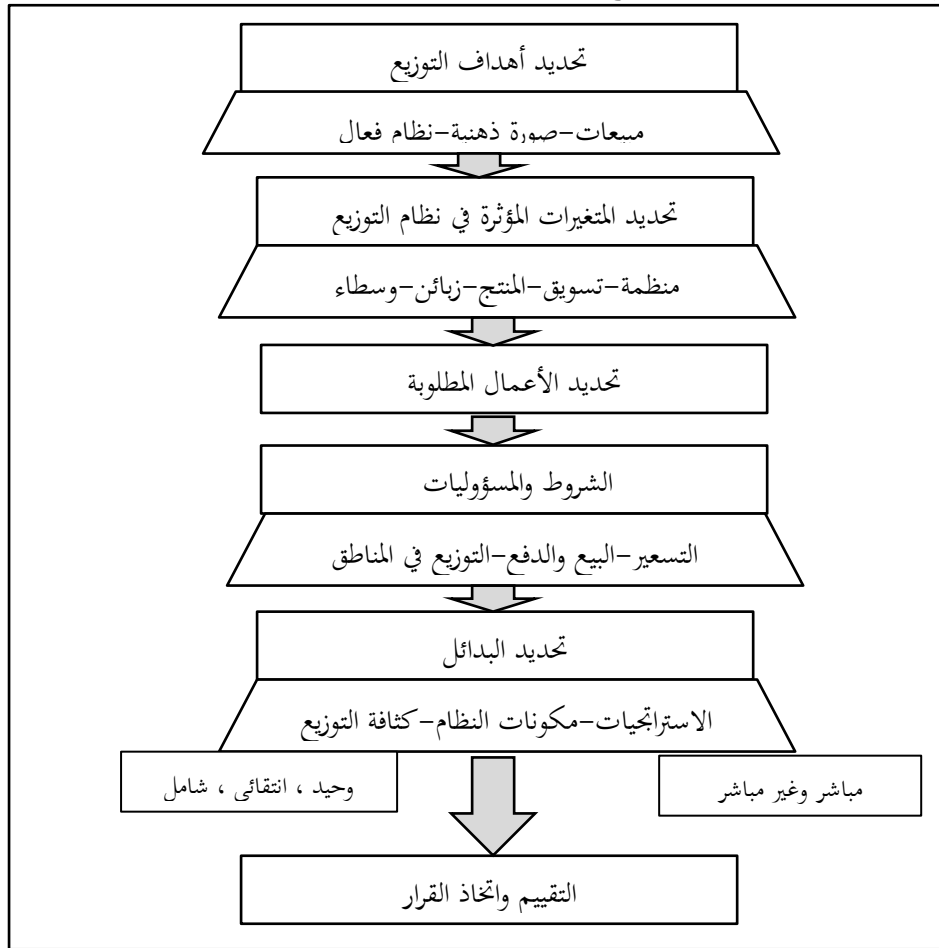 تحديد أهداف التوزيع
مبيعات-صورة ذهنية-نظام فعال
تحديد المتغيرات المؤثرة في نظام التوزيع
منظمة-تسويق-المنتج-زبائن-وسطاء
تحديد الأعمال المطلوبة
الشروط والمسؤوليات
التسعير-البيع والدفع-التوزيع في المناطق
تحديد البدائل
الاستراتجيات-مكونات النظام-كثافة التوزيع
مباشر وغير مباشر
وحيد ، انتقائي ، شامل
التقييم واتخاذ القرار